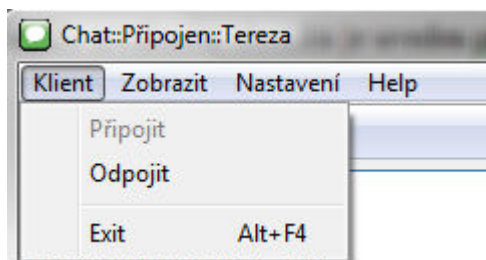 Chat::Připojen::Tereza
Klient Zobrazit Nastavení Help
Připojit
Odpojit
Exit Alt+F4